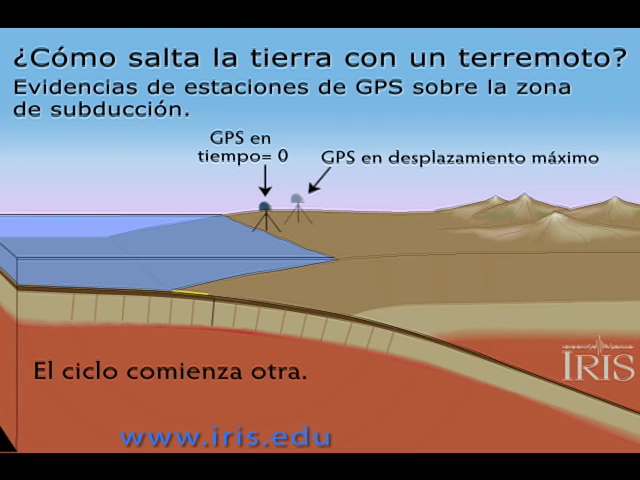 ¿Cómo salta la tierra con un terremoto?
Evidencias de estaciones de GPS sobre la zona
de subducción.
GPS en
tiempo= 0
GPS en desplazamiento máximo
El ciclo comienza otra.
IRIS
www.iris.edu